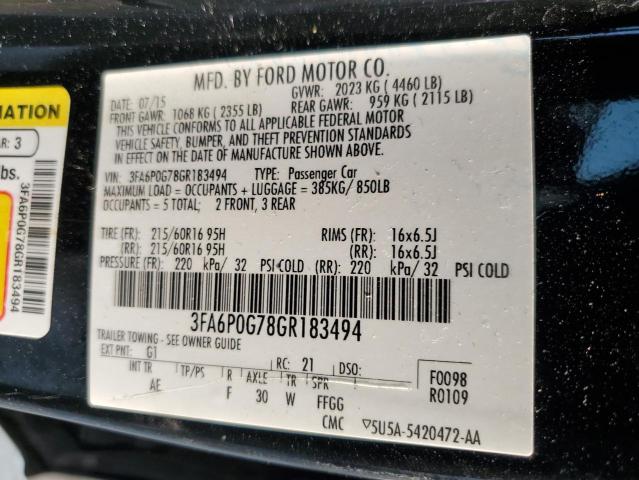 MFD. BY FORD MOTOR CO.
DATE: 07/15 GVWR: 2023 KG ( 4460 LB)
FRONT GAWR: 1068 KG ( 2355 LB) REAR GAWR: 959 KG ( 2115 LB)
THIS VEHICLE CONFORMS TO ALL APPLICABLE FEDERAL MOTOR
VEHICLE SAFETY, BUMPER, AND THEFT PREVENTION STANDARDS
IN EFFECT ON THE DATE OF MANUFACTURE SHOWN ABOVE.
VIN: 3FA6P0G78GR183494 TYPE: Passenger Car
MAXIMUM LOAD = OCCUPANTS + LUGGAGE = 385KG/ 850LB
OCCUPANTS = 5 TOTAL; 2 FRONT, 3 REAR
TIRE (FR): 215/60R16 95H RIMS (FR): 16x6.5J
(RR): 215/60R16 95H (RR): 16x6.5J
PRESSURE (FR): 220 kPa/ 32 PSI COLD (RR): 220 kPa/ 32 PSI COLD
3FA6P0G78GR183494
TRAILER TOWING - SEE OWNER GUIDE
EXT PNT: G1 RC: 21 DSO:
INT TR TP/PS R AXLE TR SPR F0098
AE F 30 W FFGG R0109
CMC ▽5U5A-5420472-AA
MATION
AR: 3
lbs.
3FA6P0G78GR183494